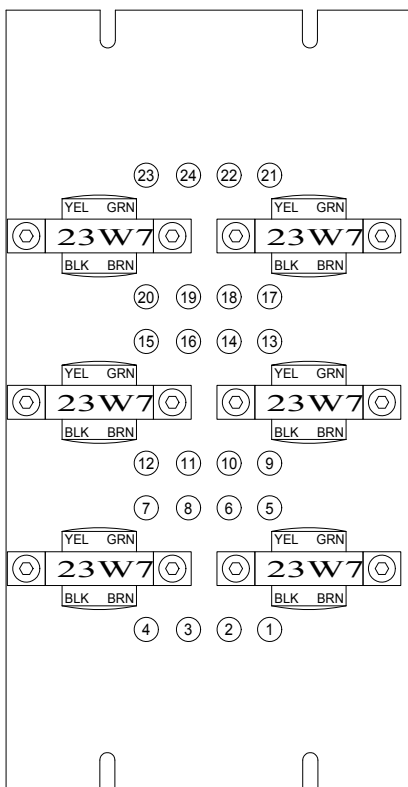 23 24 22 21
YEL GRN YEL GRN
23W7 23W7
BLK BRN BLK BRN
20 19 18 17
15 16 14 13
YEL GRN YEL GRN
23W7 23W7
BLK BRN BLK BRN
12 11 10 9
7 8 6 5
YEL GRN YEL GRN
23W7 23W7
BLK BRN BLK BRN
4 3 2 1